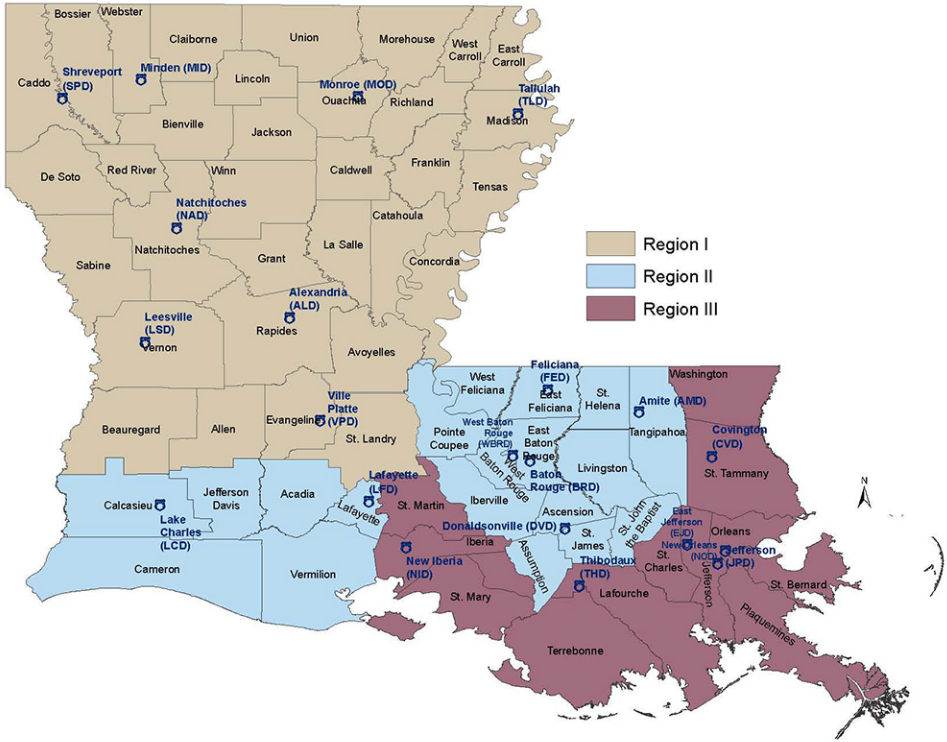 Bossier
Webster
Claiborne
Union
Morehouse
West
Carroll
East
Carroll
Caddo
Shreveport
(SPD)
Minden (MID)
Lincoln
Monroe (MOD)
Ouachita
Richland
Tallulah
(TLD)
Madison
Bienville
Jackson
De Soto
Red River
Winn
Caldwell
Franklin
Tensas
Natchitoches
(NAD)
Natchitoches
Catahoula
La Salle
Sabine
Grant
Concordia
Region I
Region II
Region III
Alexandria
(ALD)
Rapides
Leesville
(LSD)
Vernon
Avoyelles
Feliciana
(FED)
Washington
West
Feliciana
East
Feliciana
St.
Helena
Amite (AMD)
Tangipahoa
Ville
Platte
(VPD)
Evangeline
Beauregard
Allen
St. Landry
Pointe
Coupee
West Baton
Rouge
(WBRD)
East
Baton
Rouge
West
Baton Rouge
Baton
Rouge (BRD)
Livingston
Covington
(CVD)
St. Tammany
Calcasieu
Lake
Charles
(LCD)
Jefferson
Davis
Acadia
Lafayette
(LFD)
Lafayette
St. Martin
Iberville
Ascension
Donaldsonville (DVD)
St.
James
St. John
the Baptist
East
Jefferson
(EJD)
Orleans
New Orleans
(NOD)
Jefferson
(JPD)
N
Cameron
Vermilion
Iberia
New Iberia
(NID)
Assumption
Thibodaux
(THD)
St.
Charles
Jefferson
St. Bernard
St. Mary
Lafourche
Plaquemines
Terrebonne